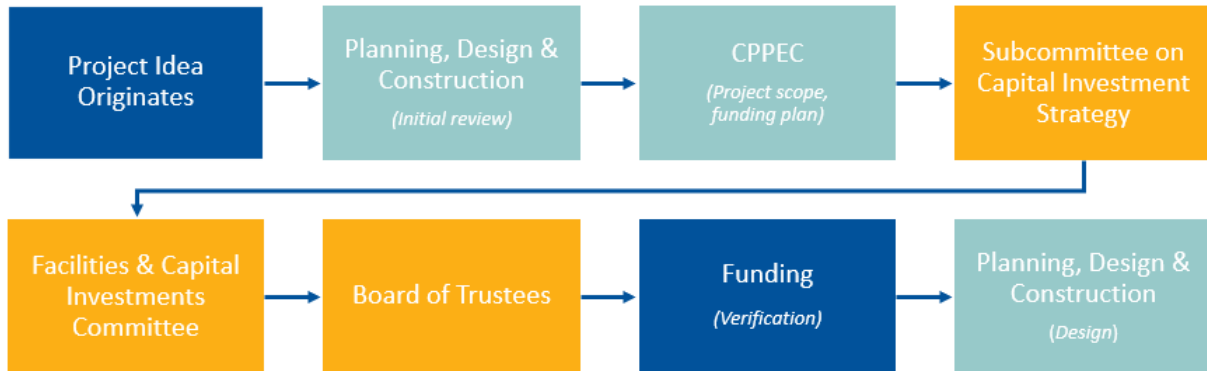 Project Idea
Originates
Planning, Design &
Construction
(Initial review)
CPPEC
(Project scope,
funding plan)
Subcommittee on
Capital Investment
Strategy
Facilities & Capital
Investments
Committee
Board of Trustees
Funding
(Verification)
Planning, Design &
Construction
(Design)